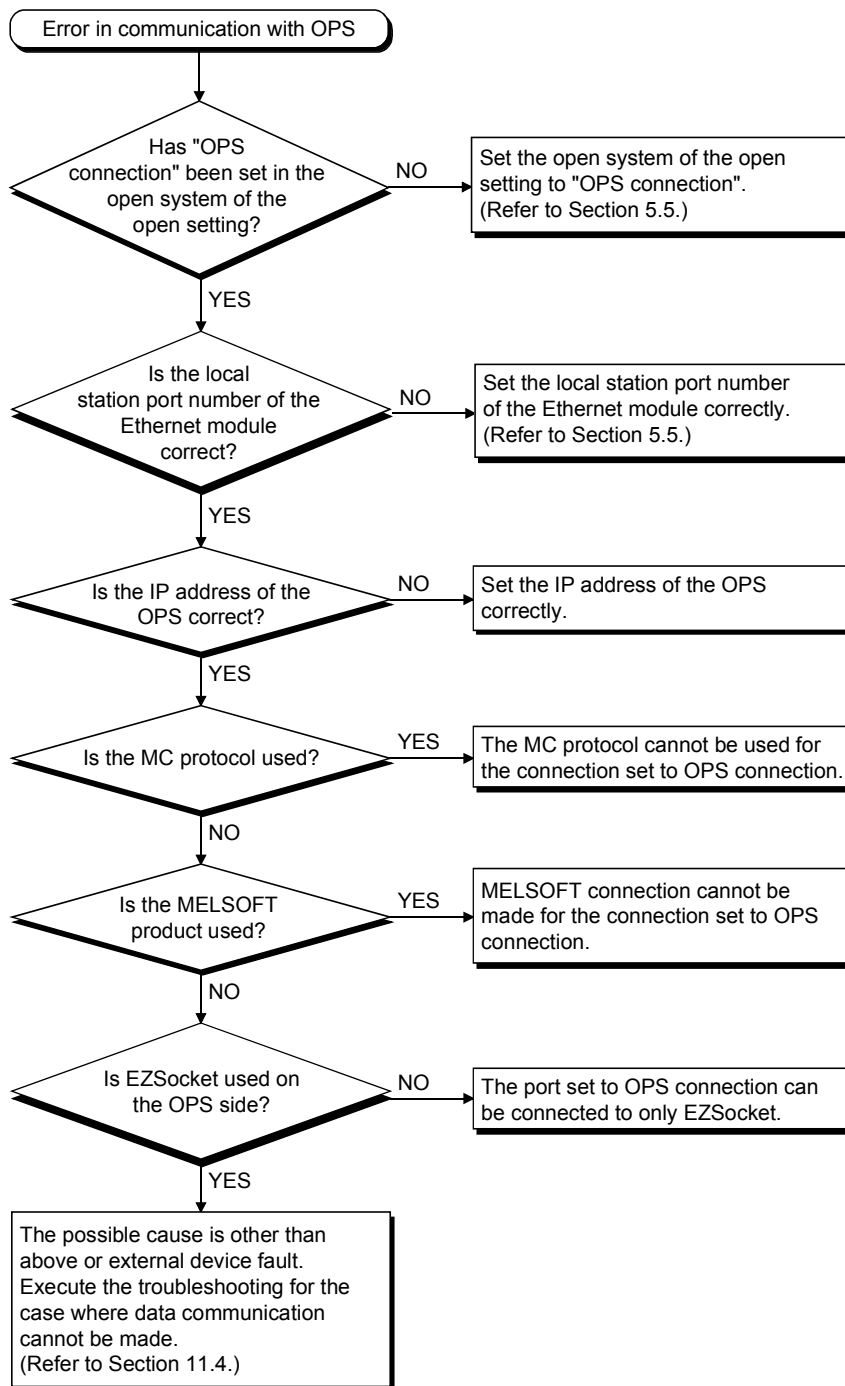 Error in communication with OPS
Has "OPS
connection" been set in the
open system of the
open setting?
NO
Set the open system of the open
setting to "OPS connection".
(Refer to Section 5.5.)
YES
Is the local
station port number of the
Ethernet module
correct?
NO
Set the local station port number
of the Ethernet module correctly.
(Refer to Section 5.5.)
YES
Is the IP address of the
OPS correct?
NO
Set the IP address of the OPS
correctly.
YES
Is the MC protocol used?
YES
The MC protocol cannot be used for
the connection set to OPS connection.
NO
Is the MELSOFT
product used?
YES
MELSOFT connection cannot be
made for the connection set to OPS
connection.
NO
Is EZSocket used on
the OPS side?
NO
The port set to OPS connection can
be connected to only EZSocket.
YES
The possible cause is other than
above or external device fault.
Execute the troubleshooting for the
case where data communication
cannot be made.
(Refer to Section 11.4.)